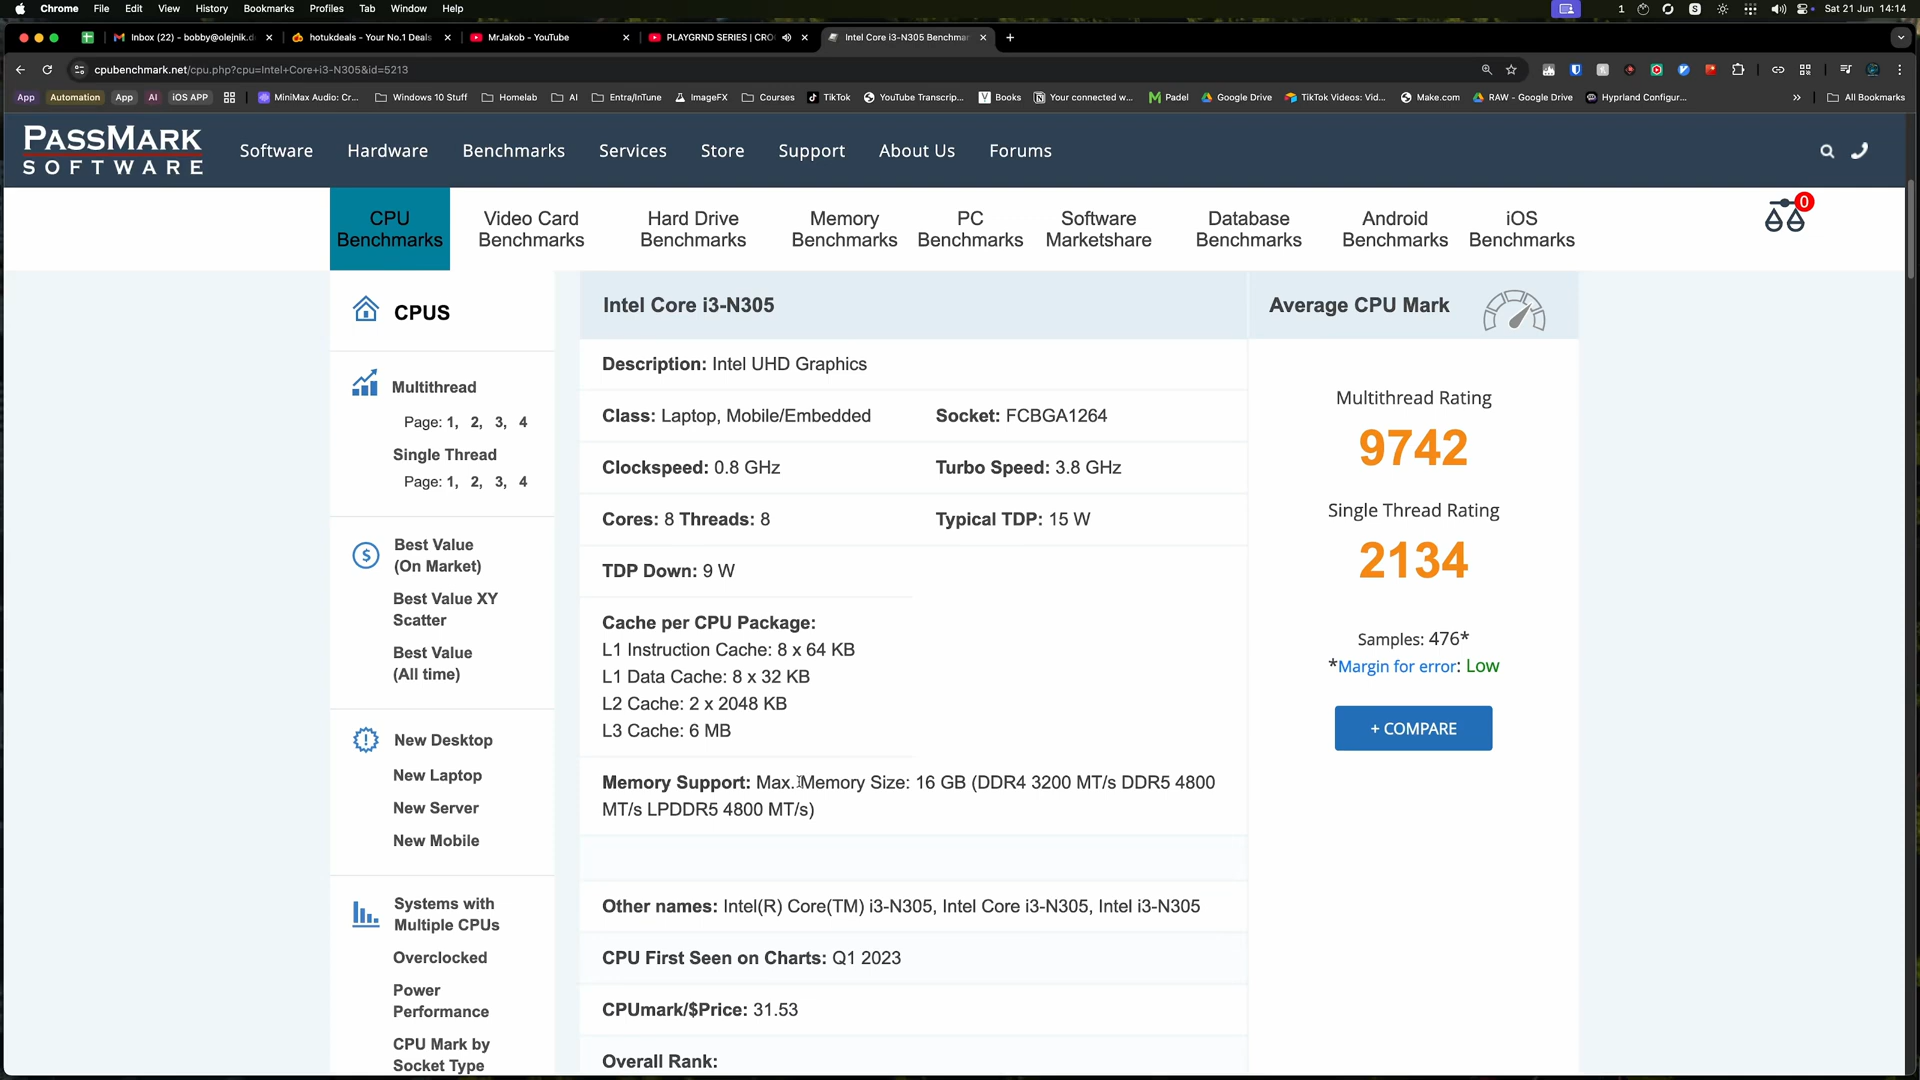 Chrome File Edit View History Bookmarks Profiles Tab Window Help 1 S Sat 21 Jun 14:14
Inbox (22) - bobby@olejnik.d hotukdeals - Your No.1 Deals MrJakob - YouTube PLAYGRND SERIES | CRO Intel Core i3-N305 Benchmar
cpubenchmark.net/cpu.php?cpu=Intel+Core+i3-N305&id=5213
App Automation App AI iOS APP MiniMax Audio: Cr... Windows 10 Stuff Homelab AI Entra/InTune ImageFX Courses TikTok YouTube Transcrip... Books Your connected w... Padel Google Drive TikTok Videos: Vid... Make.com RAW - Google Drive Hyprland Configur... » All Bookmarks
PASSMARK
SOFTWARE
Software Hardware Benchmarks Services Store Support About Us Forums
CPU Benchmarks
Video Card Benchmarks
Hard Drive Benchmarks
Memory Benchmarks
PC Benchmarks
Software Marketshare
Database Benchmarks
Android Benchmarks
iOS Benchmarks
0
CPUS
Multithread
Page: 1, 2, 3, 4
Single Thread
Page: 1, 2, 3, 4
Best Value
(On Market)
Best Value XY
Scatter
Best Value
(All time)
New Desktop
New Laptop
New Server
New Mobile
Systems with
Multiple CPUs
Overclocked
Power
Performance
CPU Mark by
Socket Type
Intel Core i3-N305
Description: Intel UHD Graphics
Class: Laptop, Mobile/Embedded Socket: FCBGA1264
Clockspeed: 0.8 GHz Turbo Speed: 3.8 GHz
Cores: 8 Threads: 8 Typical TDP: 15 W
TDP Down: 9 W
Cache per CPU Package:
L1 Instruction Cache: 8 x 64 KB
L1 Data Cache: 8 x 32 KB
L2 Cache: 2 x 2048 KB
L3 Cache: 6 MB
Memory Support: Max. Memory Size: 16 GB (DDR4 3200 MT/s DDR5 4800
MT/s LPDDR5 4800 MT/s)
Other names: Intel(R) Core(TM) i3-N305, Intel Core i3-N305, Intel i3-N305
CPU First Seen on Charts: Q1 2023
CPUmark/$Price: 31.53
Overall Rank:
Average CPU Mark
Multithread Rating
9742
Single Thread Rating
2134
Samples: 476*
*Margin for error: Low
+ COMPARE